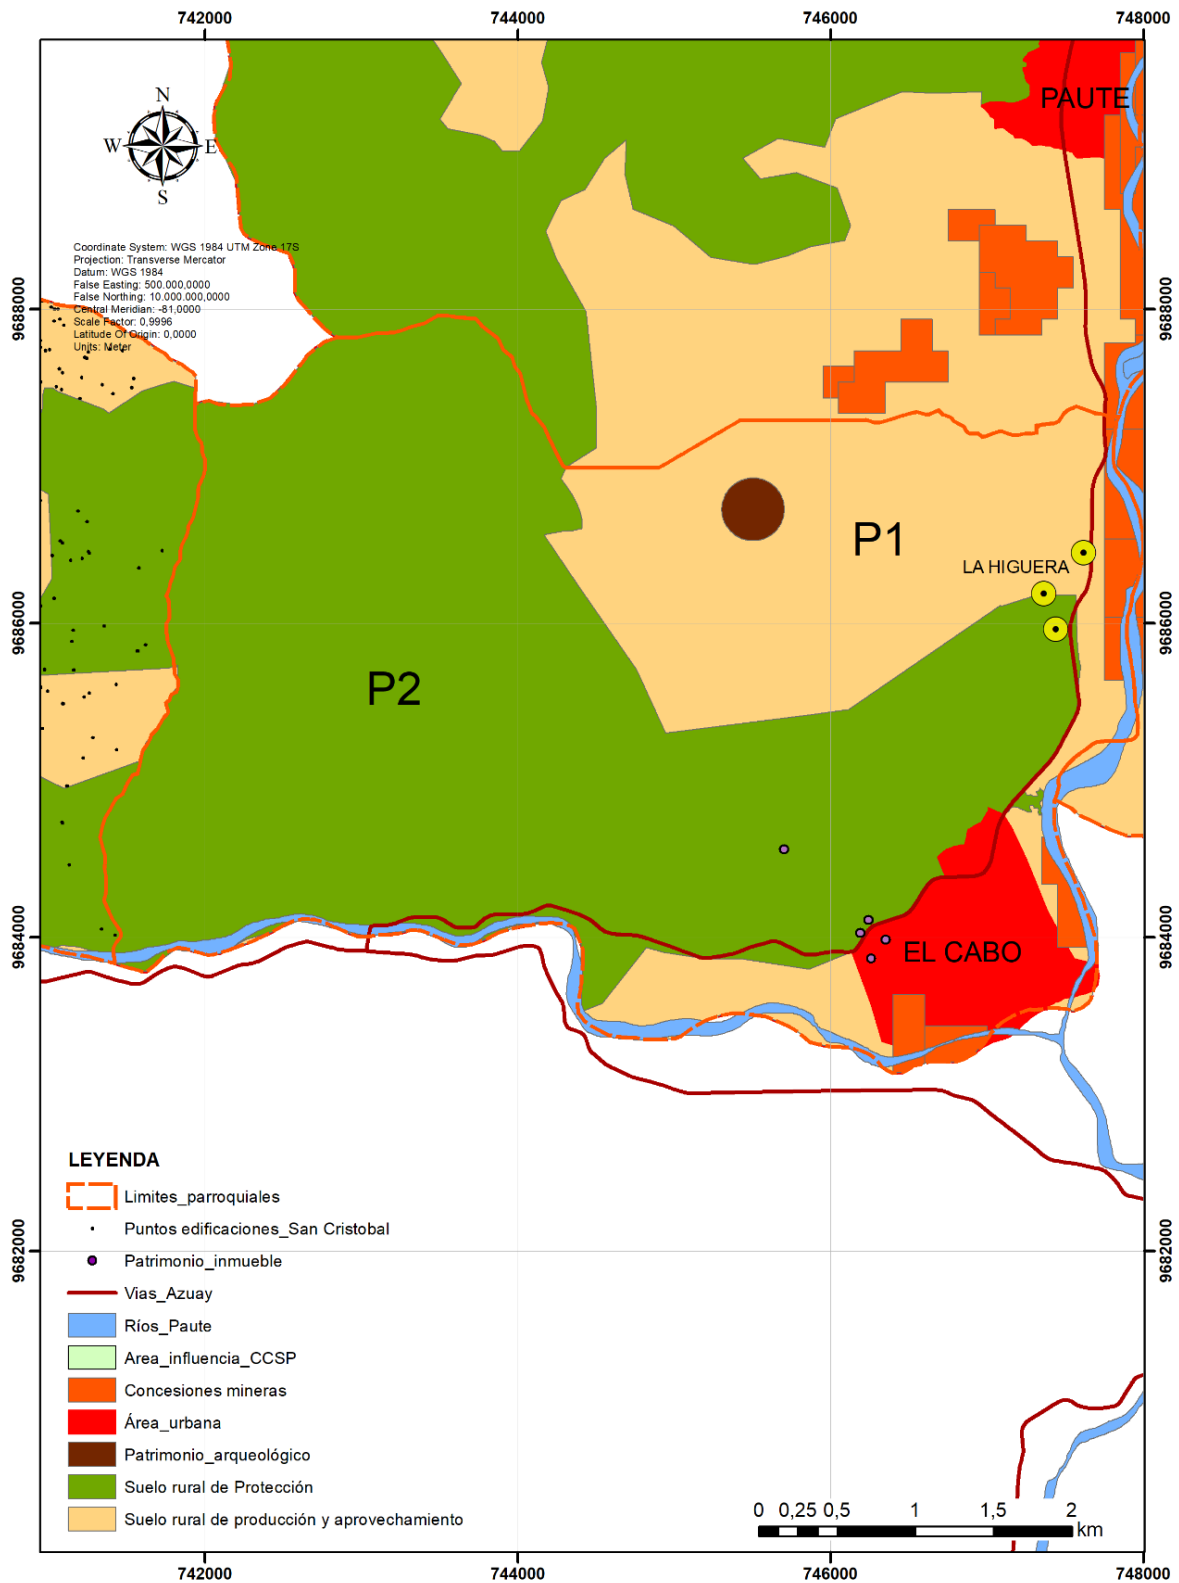 742000 744000 746000 748000
PAUTE
N
W E
S
Coordinate System: WGS 1984 UTM Zone 17S
Projection: Transverse Mercator
Datum: WGS 1984
False Easting: 500.000,0000
False Northing: 10.000.000,0000
Central Meridian: -81,0000
Scale Factor: 0,9996
Latitude Of Origin: 0,0000
Units: Meter
9688000 9688000
P1
LA HIGUERA
9686000 9686000
P2
9684000 9684000
EL CABO
LEYENDA
Limites_parroquiales
Puntos edificaciones_San Cristobal
Patrimonio_inmueble
Vias_Azuay
Ríos_Paute
Area_influencia_CCSP
Concesiones mineras
Área_urbana
Patrimonio_arqueológico
Suelo rural de Protección
Suelo rural de producción y aprovechamiento
9682000 9682000
0 0,25 0,5 1 1,5 2
km
742000 744000 746000 748000